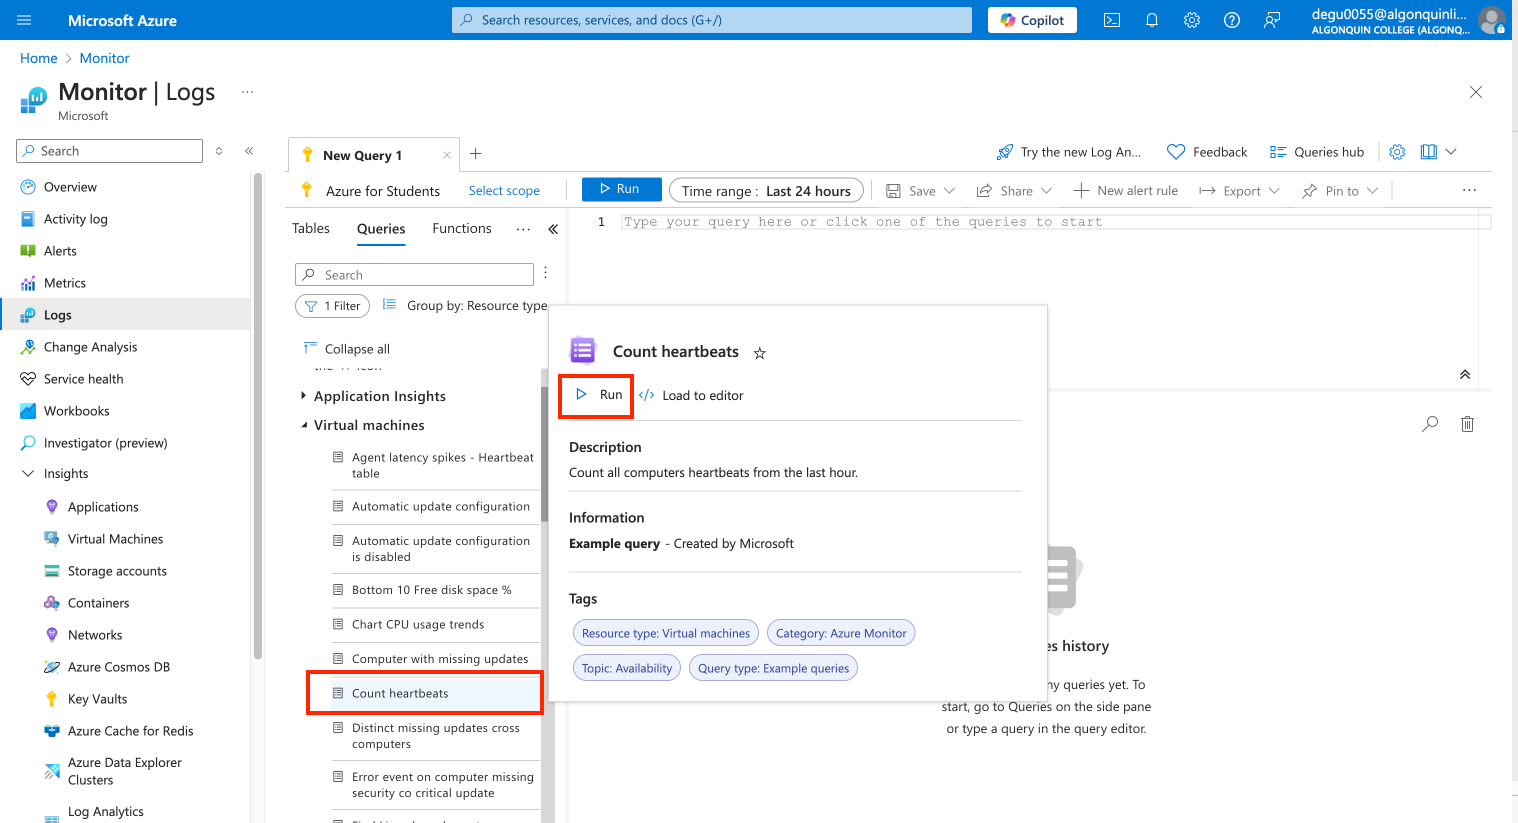 Microsoft Azure
Search resources, services, and docs (G+/)
Copilot
degu0055@algonquinli...
ALGONQUIN COLLEGE (ALGONQ...
Home > Monitor
Monitor | Logs ...
Microsoft
Search
Overview
Activity log
Alerts
Metrics
Logs
Change Analysis
Service health
Workbooks
Investigator (preview)
Insights
Applications
Virtual Machines
Storage accounts
Containers
Networks
Azure Cosmos DB
Key Vaults
Azure Cache for Redis
Azure Data Explorer
Clusters
Log Analytics
New Query 1
Try the new Log An...
Feedback
Queries hub
Azure for Students
Select scope
Run
Time range : Last 24 hours
Save
Share
New alert rule
Export
Pin to
Tables
Queries
Functions
1
Type your query here or click one of the queries to start
Search
1 Filter
Group by: Resource type
Collapse all
Application Insights
Virtual machines
Agent latency spikes - Heartbeat
table
Automatic update configuration
Automatic update configuration
is disabled
Bottom 10 Free disk space %
Chart CPU usage trends
Computer with missing updates
Count heartbeats
Distinct missing updates cross
computers
Error event on computer missing
security co critical update
Count heartbeats
Run
Load to editor
Description
Count all computers heartbeats from the last hour.
Information
Example query - Created by Microsoft
Tags
Resource type: Virtual machines
Category: Azure Monitor
Topic: Availability
Query type: Example queries
es history
ny queries yet. To
start, go to Queries on the side pane
or type a query in the query editor.